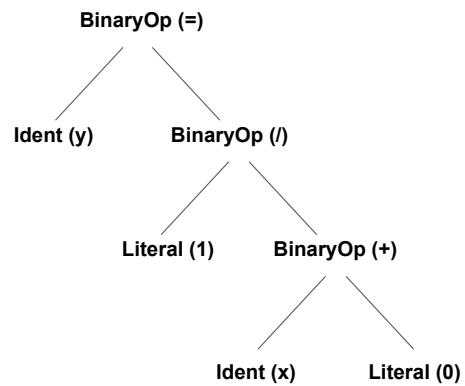 BinaryOp (=)
Ident (y) BinaryOp (/)
Literal (1) BinaryOp (+)
Ident (x) Literal (0)